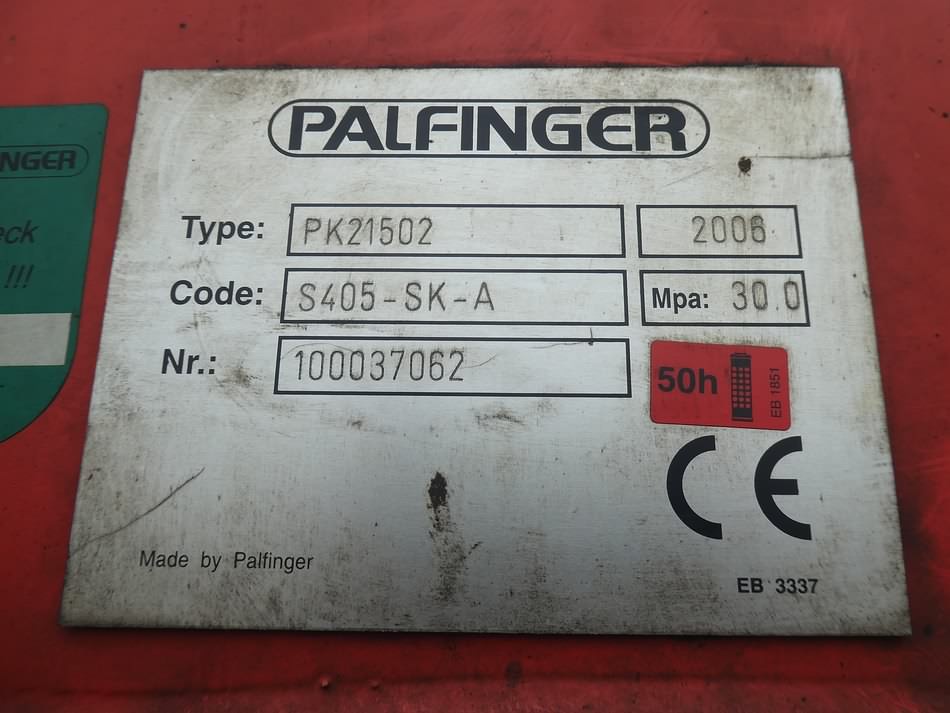 PALFINGER
Type: PK21502 2006
Code: S405-SK-A Mpa: 30.0
Nr.: 100037062
50h EB 1851
CE
Made by Palfinger
EB 3337
NGER
eck
!!!